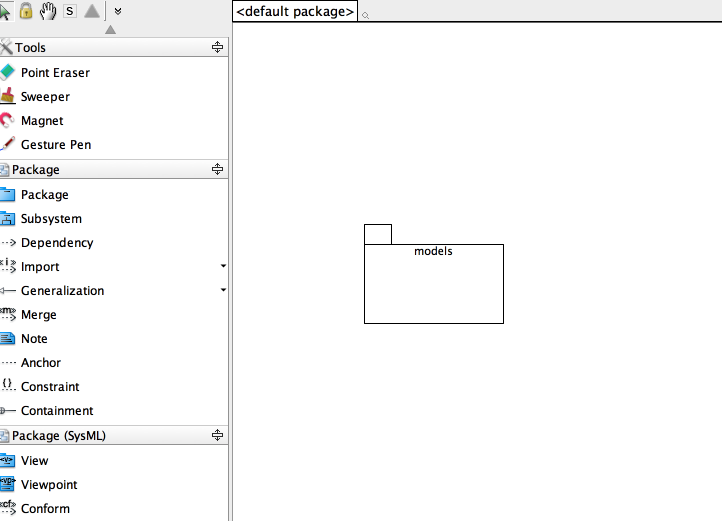 S
<default package>
Tools
Point Eraser
Sweeper
Magnet
Gesture Pen
Package
Package
Subsystem
Dependency
Import
Generalization
Merge
Note
Anchor
Constraint
Containment
Package (SysML)
View
Viewpoint
Conform
models